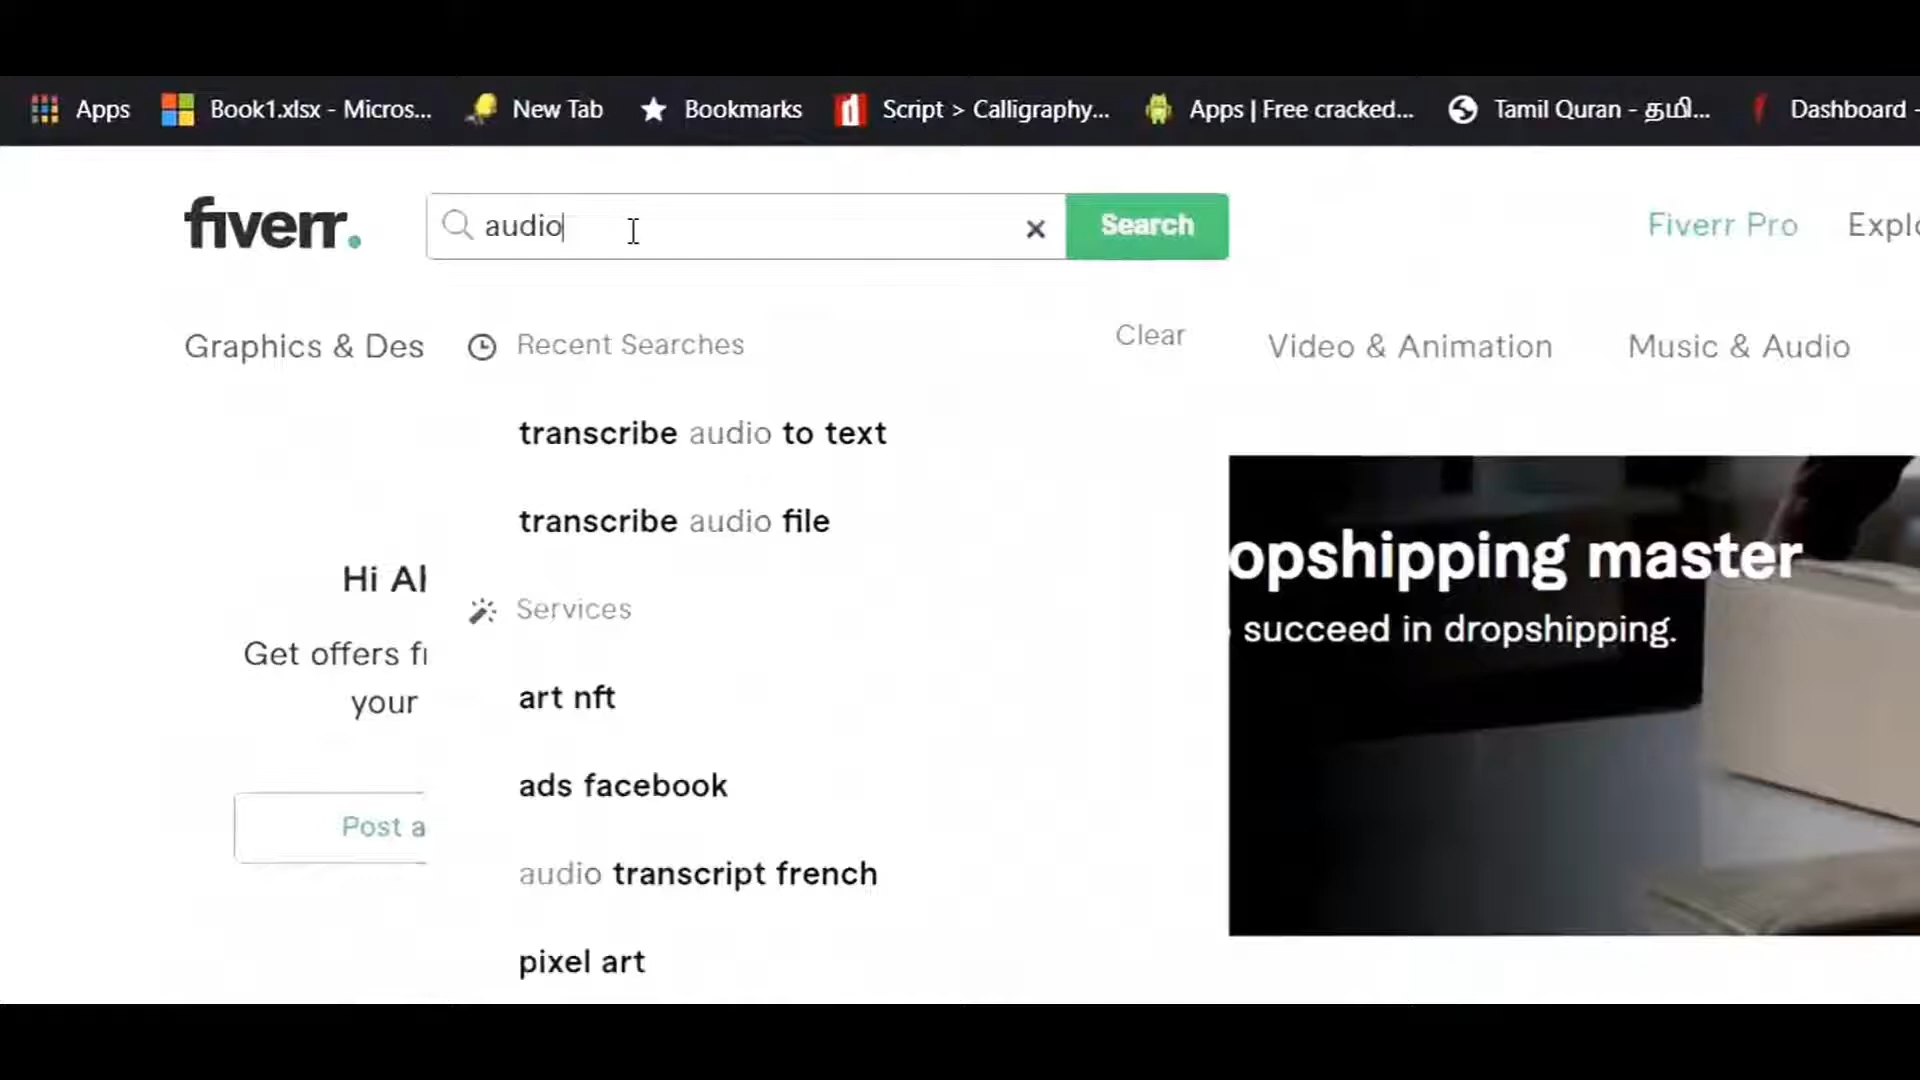 Apps Book1.xlsx - Micros... New Tab Bookmarks Script > Calligraphy... Apps | Free cracked... Tamil Quran - தமி... Dashboard -
fiverr. audio Search Fiverr Pro Explo
Graphics & Des Recent Searches Clear Video & Animation Music & Audio
transcribe audio to text
transcribe audio file
opshipping master
Hi Al
Services
succeed in dropshipping.
Get offers fr
your
art nft
ads facebook
Post a
audio transcript french
pixel art